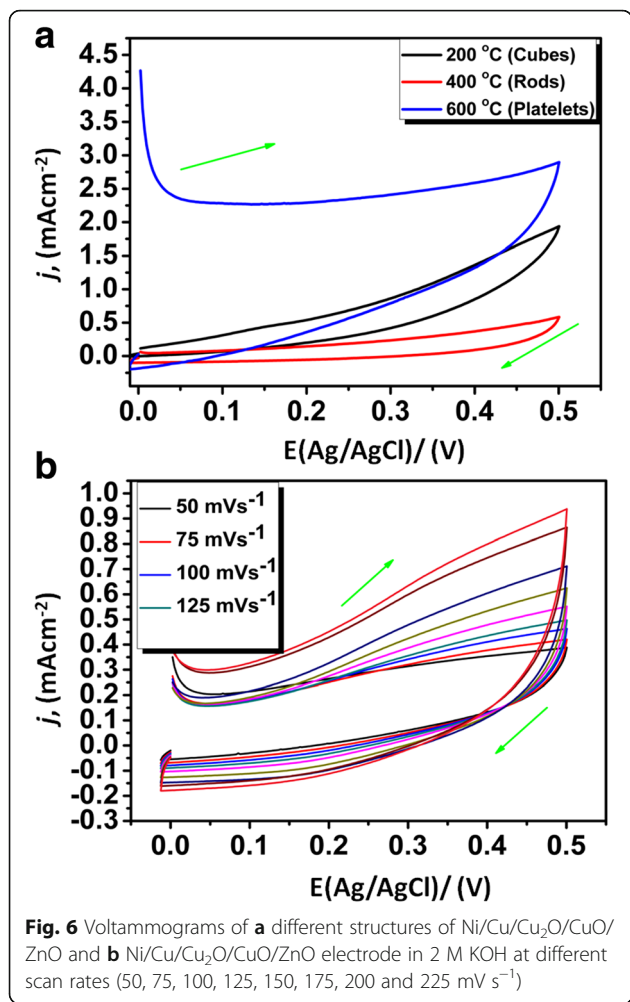 a
4.5
4.0
3.5
3.0
2.5
2.0
1.5
1.0
0.5
0.0
j, (mAcm⁻²)
200 °C (Cubes)
400 °C (Rods)
600 °C (Platelets)
0.0 0.1 0.2 0.3 0.4 0.5
E(Ag/AgCl)/ (V)
b
1.0
0.9
0.8
0.7
0.6
0.5
0.4
0.3
0.2
0.1
0.0
-0.1
-0.2
-0.3
j, (mAcm⁻²)
50 mVs⁻¹
75 mVs⁻¹
100 mVs⁻¹
125 mVs⁻¹
0.0 0.1 0.2 0.3 0.4 0.5
E(Ag/AgCl)/ (V)
Fig. 6 Voltammograms of a different structures of Ni/Cu/Cu₂O/CuO/
ZnO and b Ni/Cu/Cu₂O/CuO/ZnO electrode in 2 M KOH at different
scan rates (50, 75, 100, 125, 150, 175, 200 and 225 mV s⁻¹)